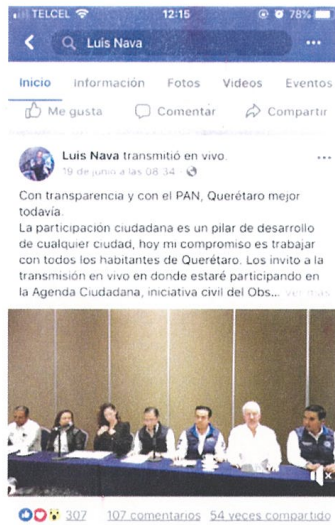 TELCEL 12:15 78%
Luis Nava
Inicio Información Fotos Videos Eventos
Me gusta Comentar Compartir
Luis Nava transmitió en vivo.
19 de junio a las 08:34
Con transparencia y con el PAN, Querétaro mejor
todavía.
La participación ciudadana es un pilar de desarrollo
de cualquier ciudad, hoy mi compromiso es trabajar
con todos los habitantes de Querétaro. Los invito a la
transmisión en vivo en donde estaré participando en
la Agenda Ciudadana, iniciativa civil del Obs... ver más
307 107 comentarios 54 veces compartido